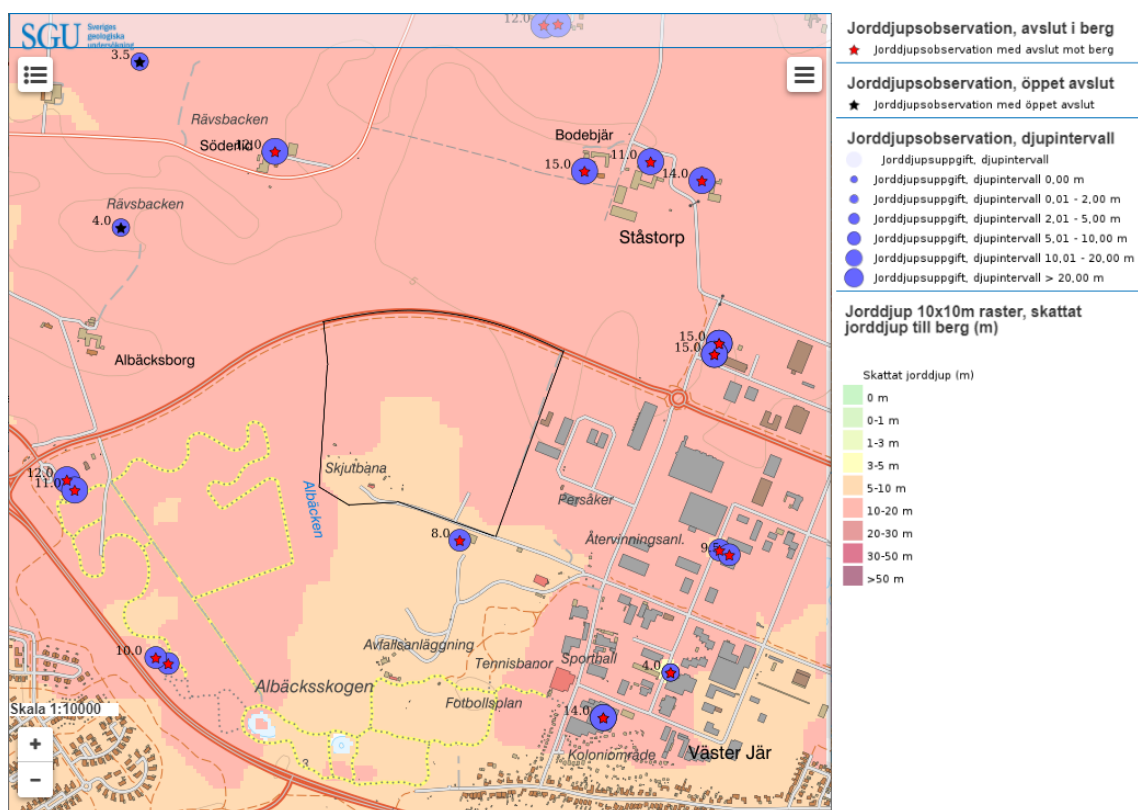 SGU Sveriges
geologiska
undersökning
12.0
3.5
Rävsbacken
Söderlid
12.0
Bodebjär
15.0
11.0
14.0
Rävsbacken
4.0
Ståstorp
Albäcksborg
15.0
15.0
12.0
11.0
Skjutbana
Albäcken
Persåker
8.0
Återvinningsanl.
9.5
10.0
Avfallsanläggning
Tennisbanor
Sporthall
4.0
Albäcksskogen
Fotbollsplan
14.0
Skala 1:10000
Koloniområde
Väster Jär
3
+
−
Jorddjupsobservation, avslut i berg
Jorddjupsobservation med avslut mot berg
Jorddjupsobservation, öppet avslut
Jorddjupsobservation med öppet avslut
Jorddjupsobservation, djupintervall
Jorddjupsuppgift, djupintervall
Jorddjupsuppgift, djupintervall 0,00 m
Jorddjupsuppgift, djupintervall 0,01 - 2,00 m
Jorddjupsuppgift, djupintervall 2,01 - 5,00 m
Jorddjupsuppgift, djupintervall 5,01 - 10,00 m
Jorddjupsuppgift, djupintervall 10,01 - 20,00 m
Jorddjupsuppgift, djupintervall > 20,00 m
Jorddjup 10x10m raster, skattat
jorddjup till berg (m)
Skattat jorddjup (m)
0 m
0-1 m
1-3 m
3-5 m
5-10 m
10-20 m
20-30 m
30-50 m
>50 m